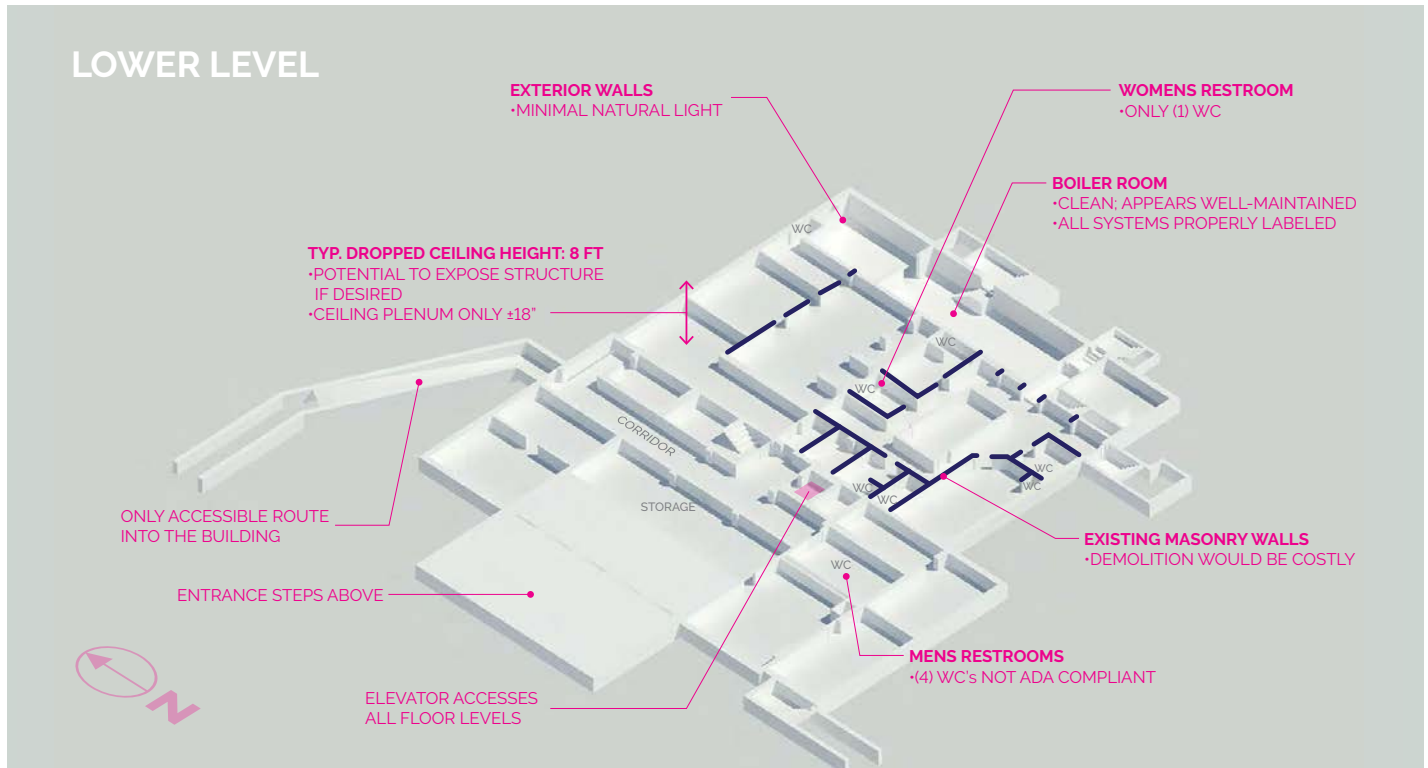 LOWER LEVEL
EXTERIOR WALLS
•MINIMAL NATURAL LIGHT
WOMENS RESTROOM
•ONLY (1) WC
BOILER ROOM
•CLEAN; APPEARS WELL-MAINTAINED
•ALL SYSTEMS PROPERLY LABELED
TYP. DROPPED CEILING HEIGHT: 8 FT
•POTENTIAL TO EXPOSE STRUCTURE
IF DESIRED
•CEILING PLENUM ONLY ±18"
WC
WC
WC
CORRIDOR
STORAGE
WC
WC
WC
WC
WC
ONLY ACCESSIBLE ROUTE
INTO THE BUILDING
EXISTING MASONRY WALLS
•DEMOLITION WOULD BE COSTLY
ENTRANCE STEPS ABOVE
MENS RESTROOMS
•(4) WC's NOT ADA COMPLIANT
ELEVATOR ACCESSES
ALL FLOOR LEVELS
N